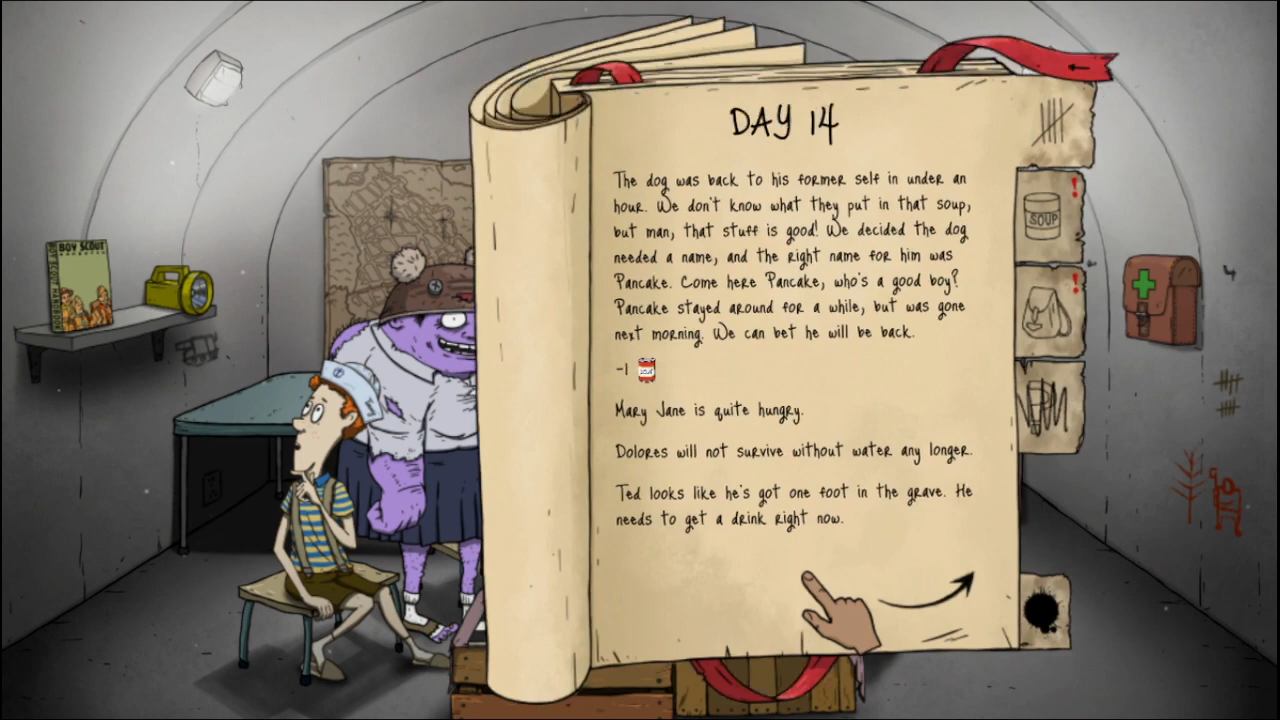 DAY 14
The dog was back to his former self in under an
hour. We don't know what they put in that soup,
but man, that stuff is good! We decided the dog
needed a name, and the right name for him was
Pancake. Come here Pancake, who's a good boy?
Pancake stayed around for a while, but was gone
next morning. We can bet he will be back.
-1
Mary Jane is quite hungry.
Dolores will not survive without water any longer.
Ted looks like he's got one foot in the grave. He
needs to get a drink right now.
!
SOUP
!
BOY SCOUT
BOY SCOUT HANDBOOK